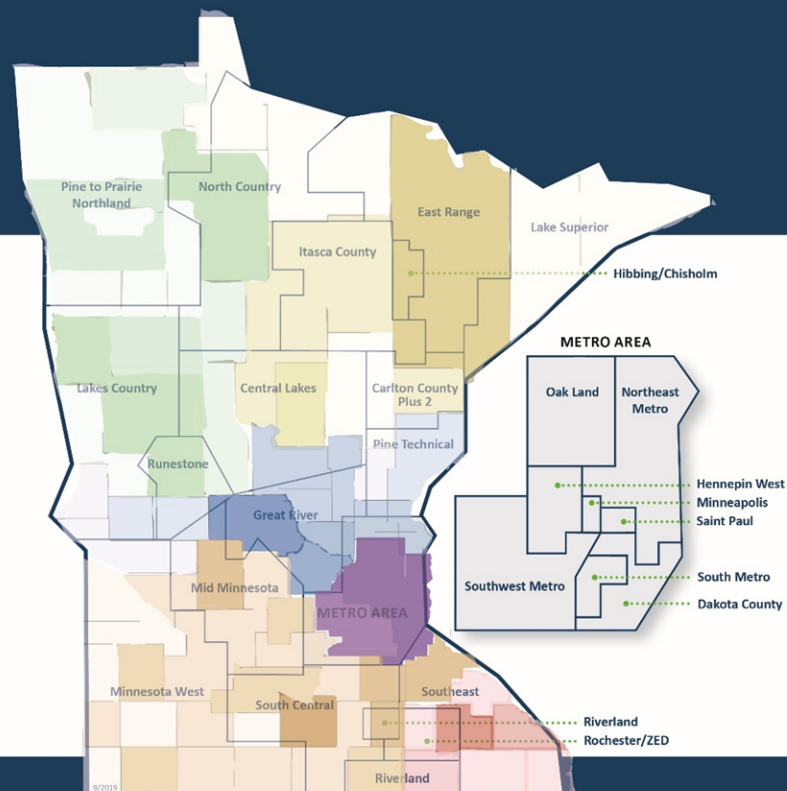 Pine to Prairie
Northland
North Country
East Range
Lake Superior
Itasca County
Hibbing/Chisholm
METRO AREA
Oak Land
Northeast
Metro
Lakes Country
Central Lakes
Carlton County
Plus 2
Pine Technical
Runestone
Hennepin West
Minneapolis
Great River
Saint Paul
South Metro
Mid Minnesota
Southwest Metro
Dakota County
METRO AREA
Minnesota West
Southeast
South Central
Riverland
Rochester/ZED
Riverland
9/2019